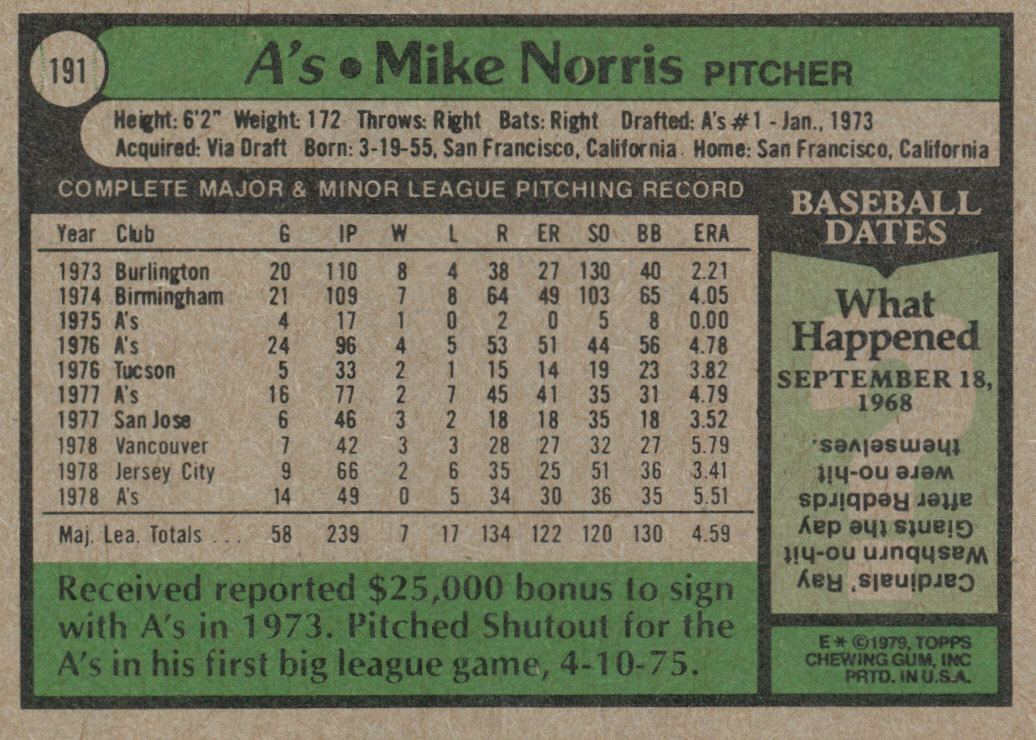 191
A's • Mike Norris PITCHER
Height: 6'2" Weight: 172 Throws: Right Bats: Right Drafted: A's #1 - Jan., 1973
Acquired: Via Draft Born: 3-19-55, San Francisco, California Home: San Francisco, California
COMPLETE MAJOR & MINOR LEAGUE PITCHING RECORD
Year Club G IP W L R ER SO BB ERA
1973 Burlington 20 110 8 4 38 27 130 40 2.21
1974 Birmingham 21 109 7 8 64 49 103 65 4.05
1975 A's 4 17 1 0 2 0 5 8 0.00
1976 A's 24 96 4 5 53 51 44 56 4.78
1976 Tucson 5 33 2 1 15 14 19 23 3.82
1977 A's 16 77 2 7 45 41 35 31 4.79
1977 San Jose 6 46 3 2 18 18 35 18 3.52
1978 Vancouver 7 42 3 3 28 27 32 27 5.79
1978 Jersey City 9 66 2 6 35 25 51 36 3.41
1978 A's 14 49 0 5 34 30 36 35 5.51
Maj. Lea. Totals ... 58 239 7 17 134 122 120 130 4.59
Received reported $25,000 bonus to sign
with A's in 1973. Pitched Shutout for the
A's in his first big league game, 4-10-75.
BASEBALL
DATES
What
Happened
SEPTEMBER 18,
1968
Cardinals' Ray
Washburn no-hit
Giants the day
after Redbirds
were no-hit
themselves.
E * ©1979, TOPPS
CHEWING GUM, INC
PRTD. IN U.S.A.